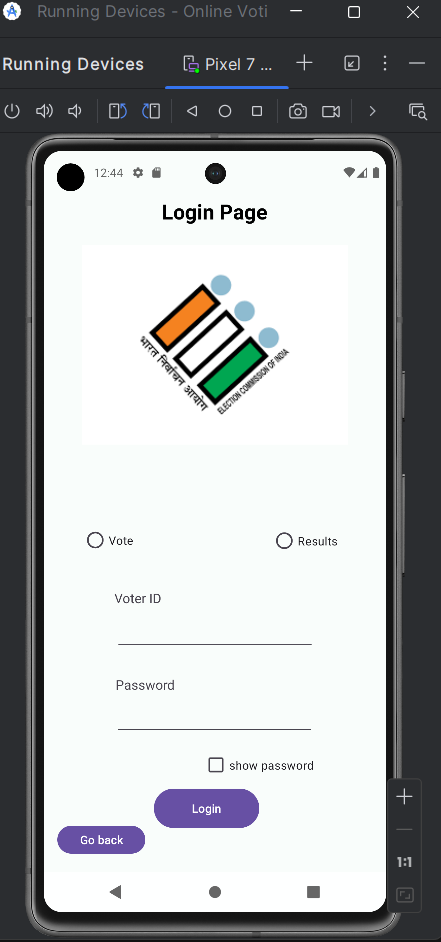 Running Devices - Online Voti
Running Devices
Pixel 7 ...
12:44
Login Page
भारत निर्वाचन आयोग
ELECTION COMMISSION OF INDIA
Vote
Results
Voter ID
Password
show password
Login
Go back
1:1